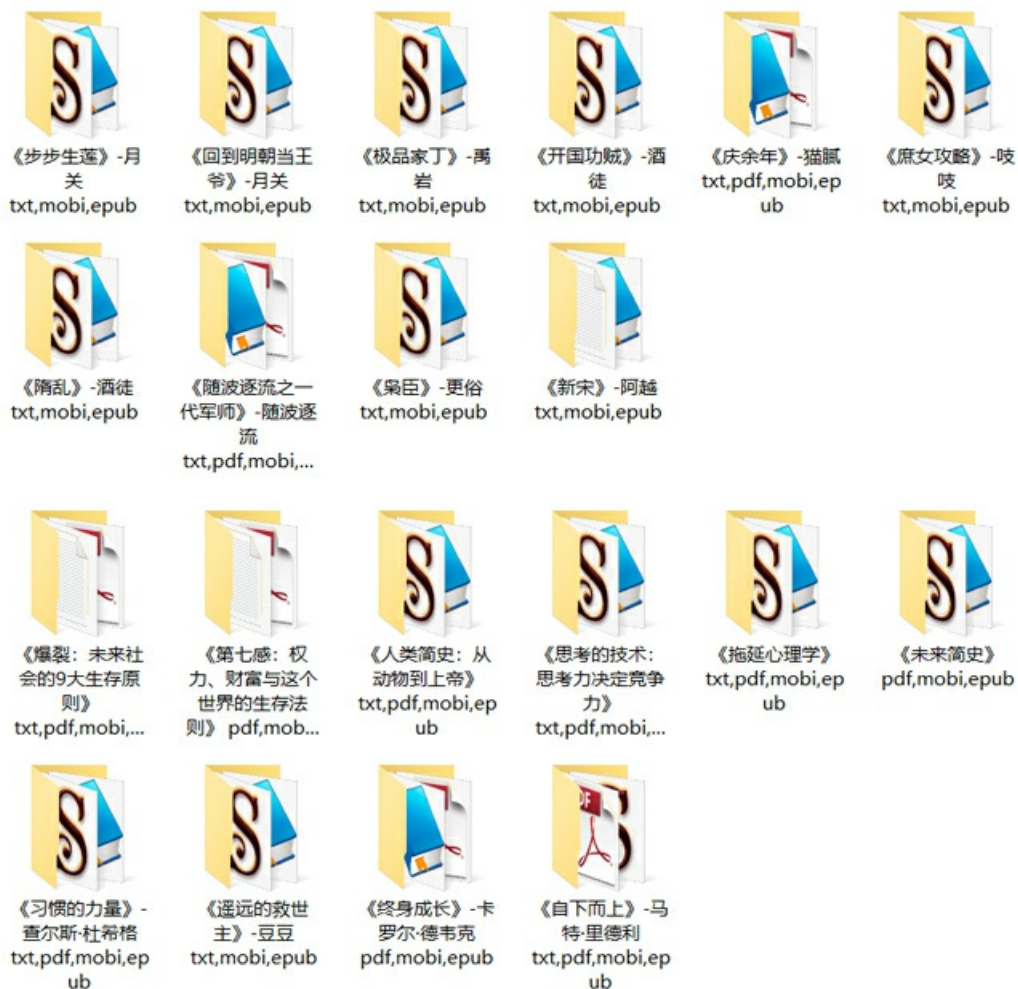 《步步生莲》-月
关
txt,mobi,epub
《回到明朝当王
爷》-月关
txt,mobi,epub
《极品家丁》-禹
岩
txt,mobi,epub
《开国功贼》-酒
徒
txt,mobi,epub
《庆余年》-猫腻
txt,pdf,mobi,ep
ub
《庶女攻略》-吱
吱
txt,mobi,epub
《隋乱》-酒徒
txt,mobi,epub
《随波逐流之一
代军师》-随波逐
流
txt,pdf,mobi,...
《枭臣》-更俗
txt,mobi,epub
《新宋》-阿越
txt,mobi,epub
《爆裂：未来社
会的9大生存原
则》
txt,pdf,mobi,...
《第七感：权
力、财富与这个
世界的生存法
则》 pdf,mob...
《人类简史：从
动物到上帝》
txt,pdf,mobi,ep
ub
《思考的技术：
思考力决定竞争
力》
txt,pdf,mobi,...
《拖延心理学》
txt,pdf,mobi,ep
ub
《未来简史》
pdf,mobi,epub
《习惯的力量》-
查尔斯·杜希格
txt,pdf,mobi,ep
ub
《遥远的救世
主》-豆豆
txt,mobi,epub
《终身成长》-卡
罗尔·德韦克
pdf,mobi,epub
《自下而上》-马
特·里德利
txt,pdf,mobi,ep
ub